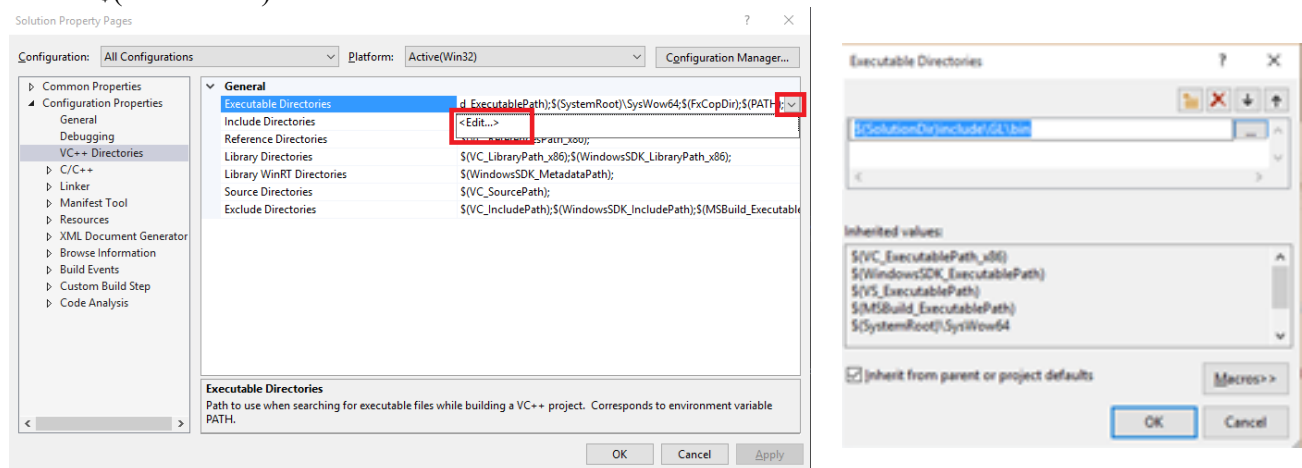 Solution Property Pages ? ×
Configuration: All Configurations Platform: Active(Win32) Configuration Manager...
Common Properties
Configuration Properties
General
Debugging
VC++ Directories
C/C++
Linker
Manifest Tool
Resources
XML Document Generator
Browse Information
Build Events
Custom Build Step
Code Analysis
General
Executable Directories d_ExecutablePath);$(SystemRoot)\SysWow64;$(FxCopDir);$(PATH);
Include Directories <Edit...>
Reference Directories
Library Directories $(VC_LibraryPath_x86);$(WindowsSDK_LibraryPath_x86);
Library WinRT Directories $(WindowsSDK_MetadataPath);
Source Directories $(VC_SourcePath);
Exclude Directories $(VC_IncludePath);$(WindowsSDK_IncludePath);$(MSBuild_Executable
Executable Directories
Path to use when searching for executable files while building a VC++ project. Corresponds to environment variable
PATH.
OK Cancel Apply
Executable Directories ? ×
$(SolutionDir)include\GL\bin ...
Inherited values:
$(VC_ExecutablePath_x86)
$(WindowsSDK_ExecutablePath)
$(VS_ExecutablePath)
$(MSBuild_ExecutablePath)
$(SystemRoot)\SysWow64
Inherit from parent or project defaults Macros>>
OK Cancel